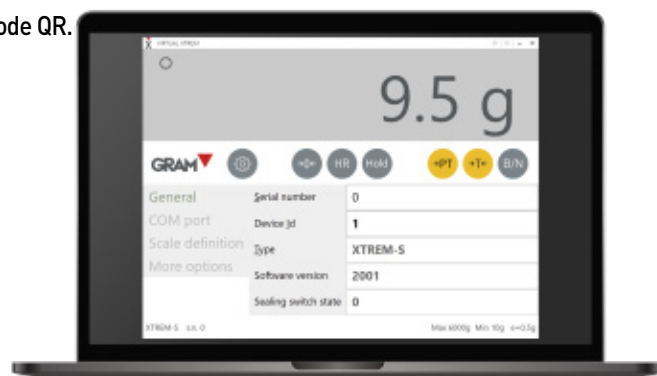 ode QR.
VIRTUAL XTREM
9.5 g
GRAM
HR Hold →PT →T← B/N
General
COM port
Scale definition
More options
Serial number 0
Device Id 1
Type XTREM-S
Software version 2001
Sealing switch state 0
XTREM-S s.n. 0 Max 6000g Min 10g e=0,5g